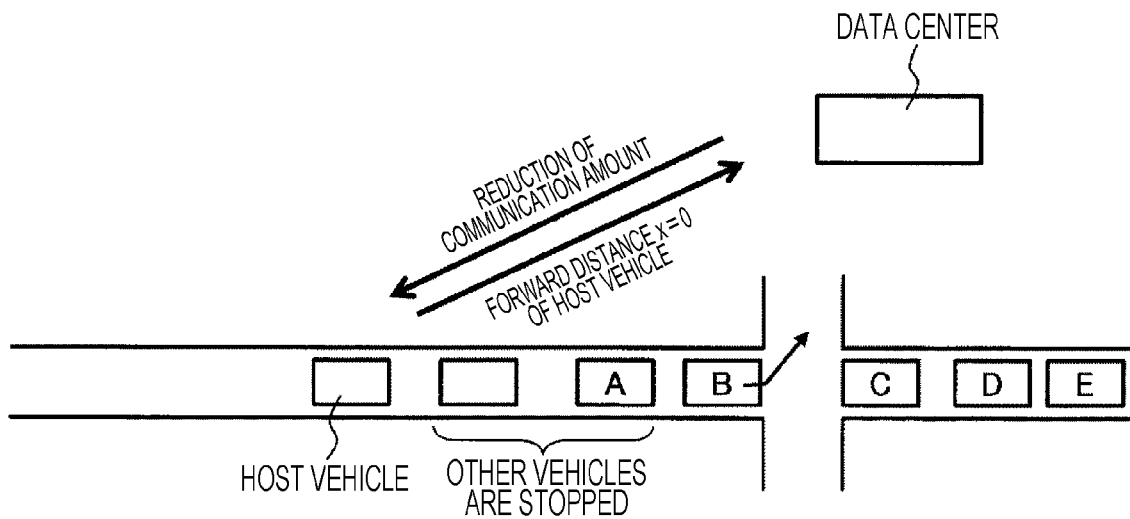 DATA CENTER
REDUCTION OF
COMMUNICATION AMOUNT
FORWARD DISTANCE x=0
OF HOST VEHICLE
A B C D E
HOST VEHICLE
OTHER VEHICLES
ARE STOPPED